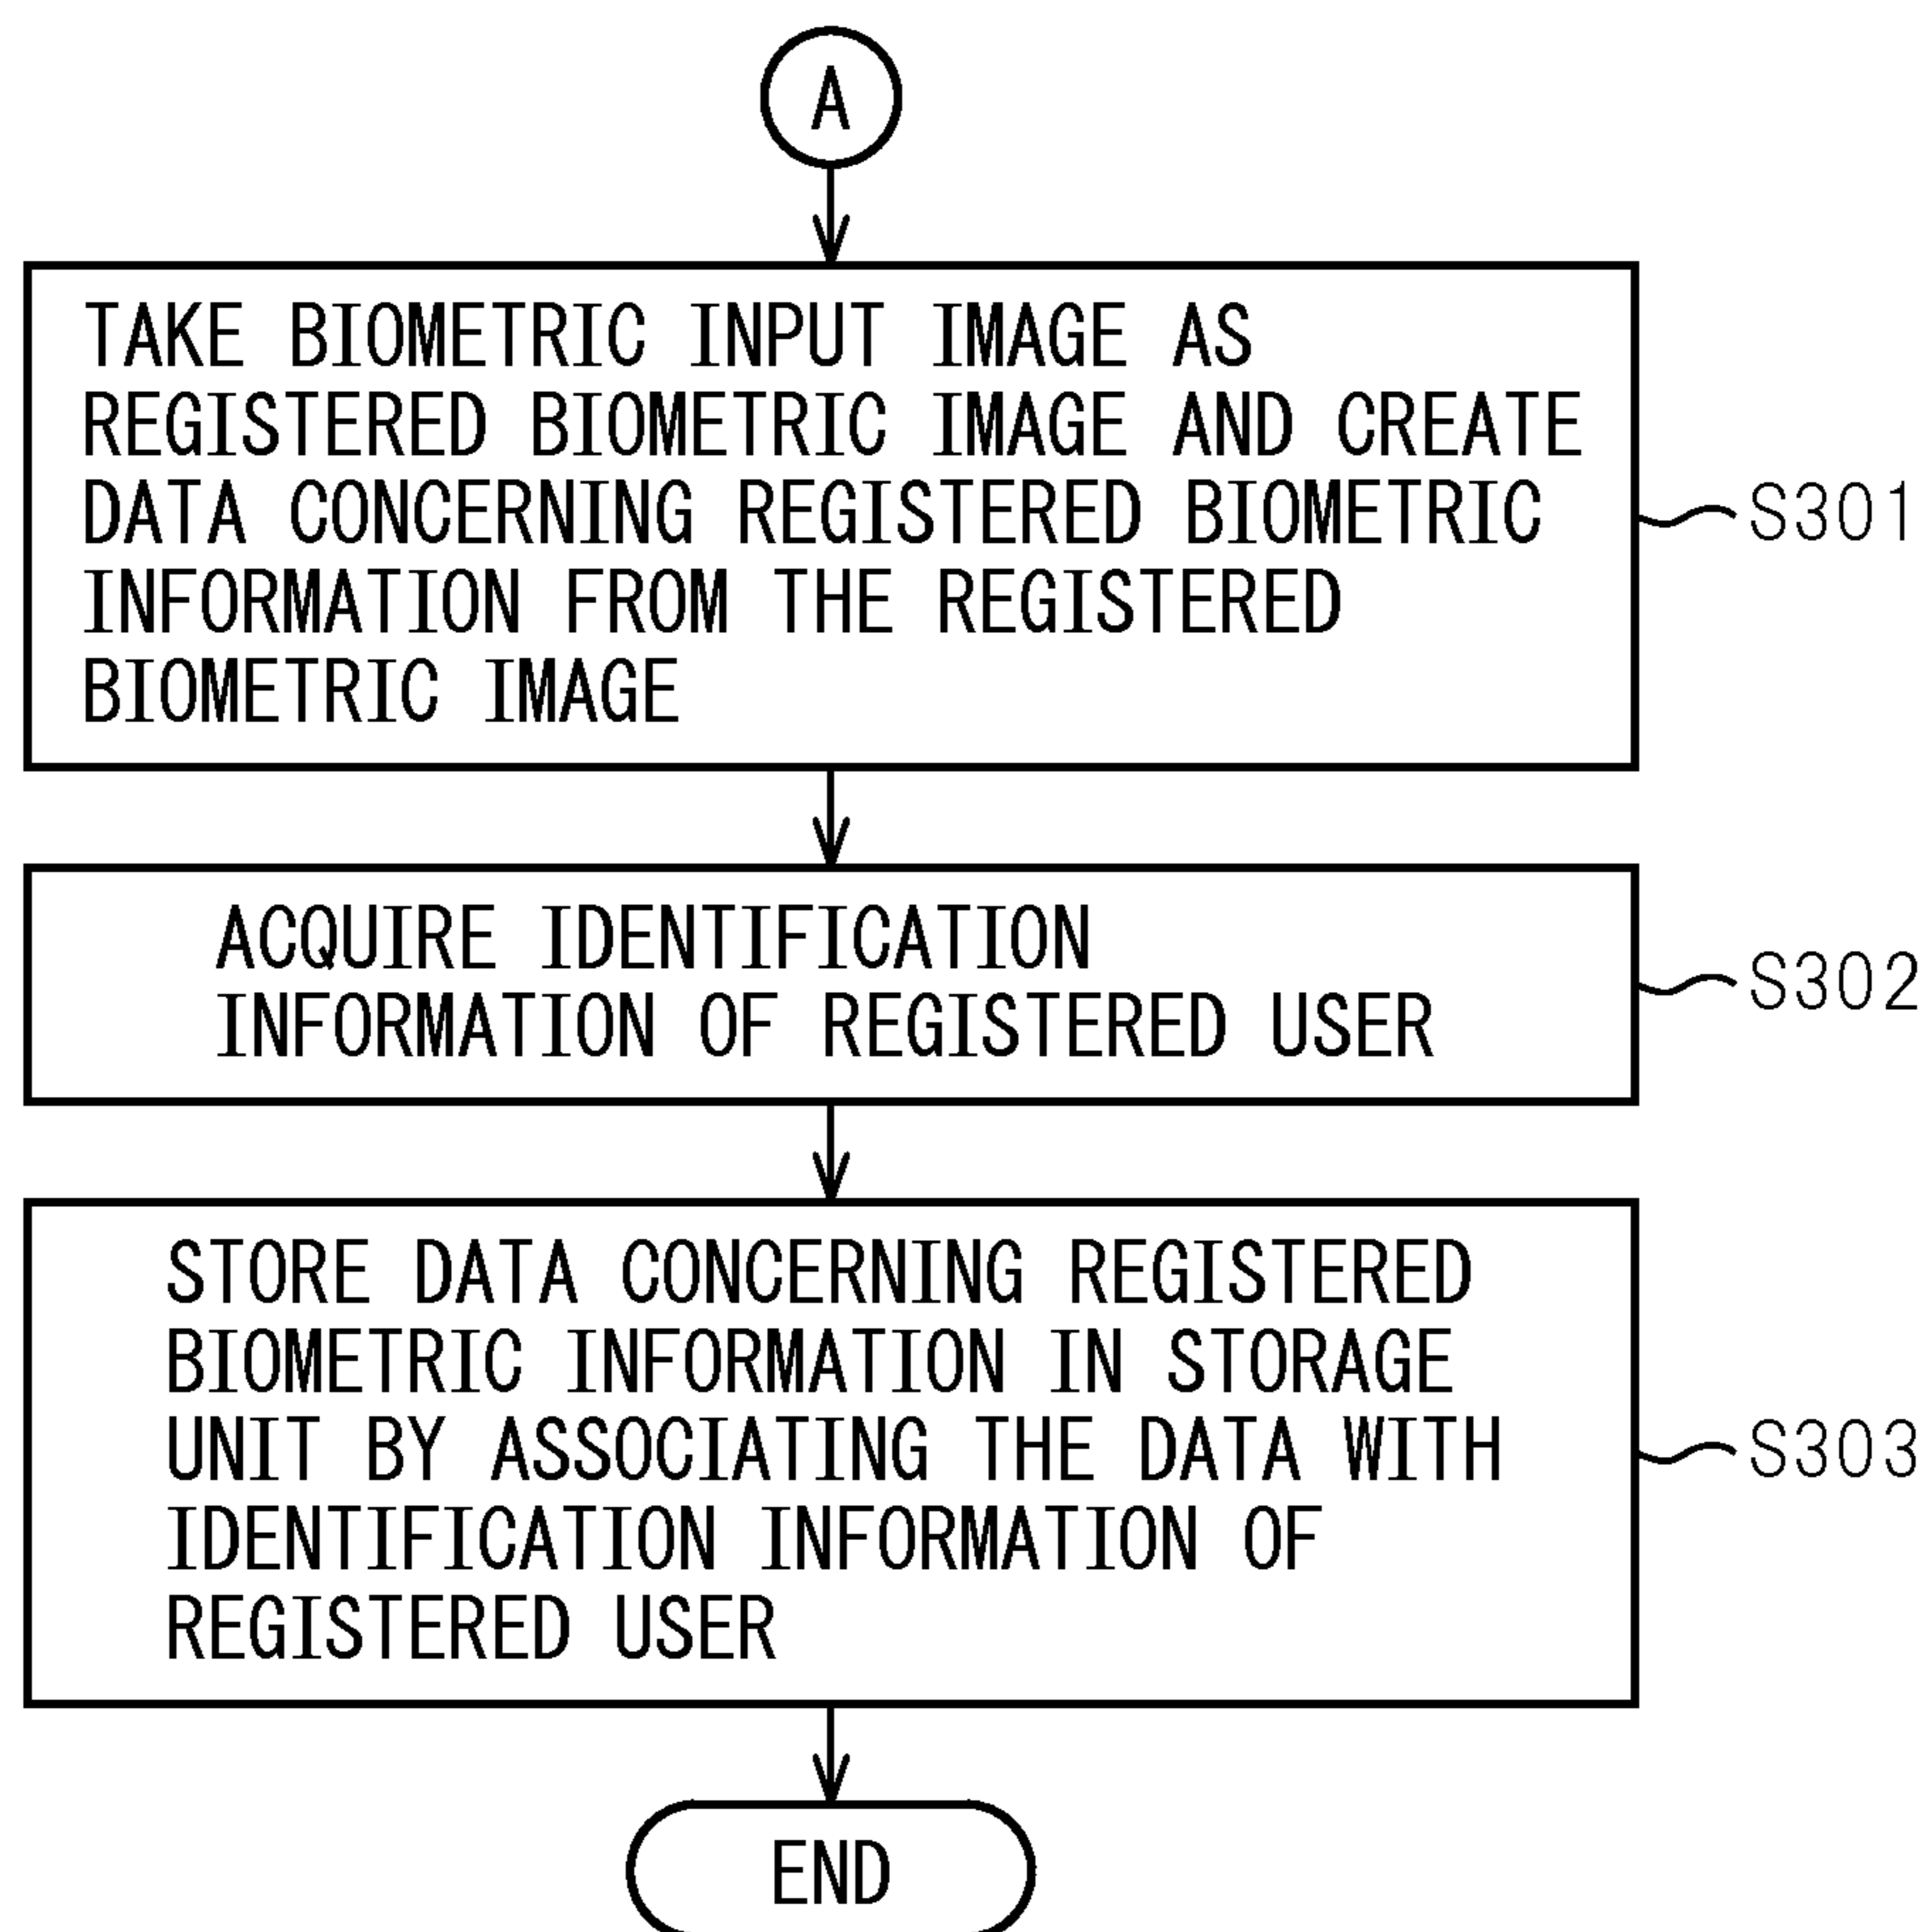 A
TAKE BIOMETRIC INPUT IMAGE AS
REGISTERED BIOMETRIC IMAGE AND CREATE
DATA CONCERNING REGISTERED BIOMETRIC
INFORMATION FROM THE REGISTERED
BIOMETRIC IMAGE
S301
ACQUIRE IDENTIFICATION
INFORMATION OF REGISTERED USER
S302
STORE DATA CONCERNING REGISTERED
BIOMETRIC INFORMATION IN STORAGE
UNIT BY ASSOCIATING THE DATA WITH
IDENTIFICATION INFORMATION OF
REGISTERED USER
S303
END